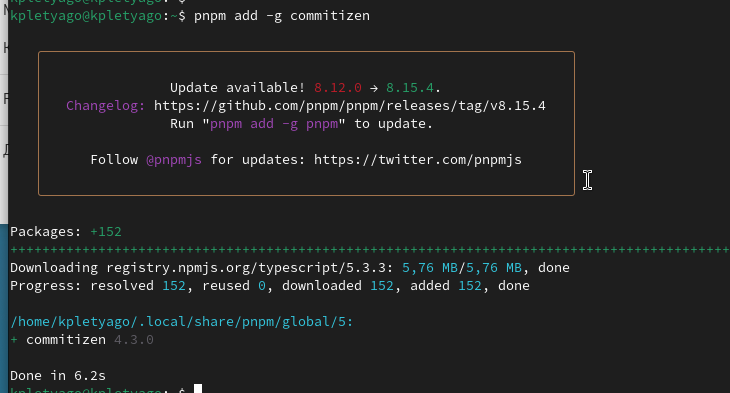 kpletyago@kpletyago:~$ pnpm add -g commitizen
Update available! 8.12.0 → 8.15.4.
Changelog: https://github.com/pnpm/pnpm/releases/tag/v8.15.4
Run "pnpm add -g pnpm" to update.
Follow @pnpmjs for updates: https://twitter.com/pnpmjs
Packages: +152
++++++++++++++++++++++++++++++++++++++++++++++++++++++++++++++++++++++++++++++++++++++++++
Downloading registry.npmjs.org/typescript/5.3.3: 5,76 MB/5,76 MB, done
Progress: resolved 152, reused 0, downloaded 152, added 152, done
/home/kpletyago/.local/share/pnpm/global/5:
+ commitizen 4.3.0
Done in 6.2s
kpletyago@kpletyago:~$